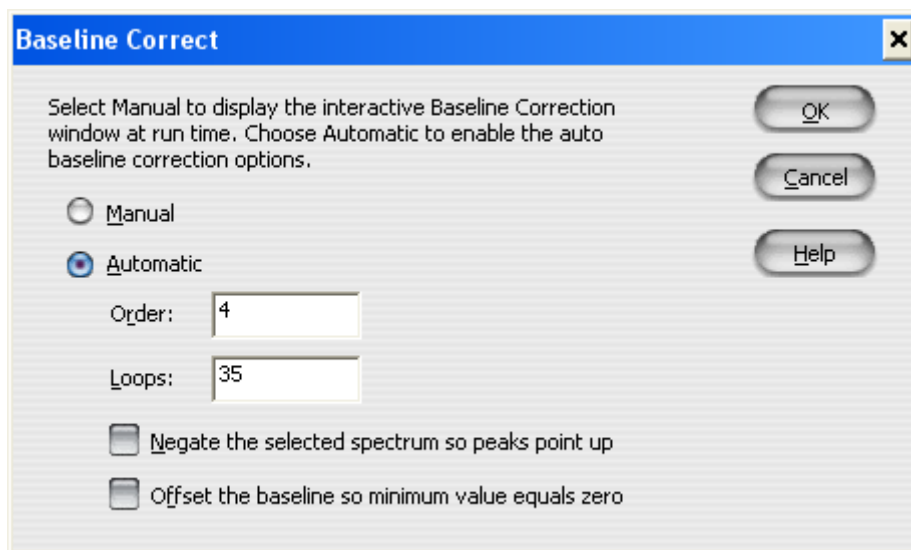 Baseline Correct
Select Manual to display the interactive Baseline Correction
window at run time. Choose Automatic to enable the auto
baseline correction options.
OK
Cancel
Help
Manual
Automatic
Order: 4
Loops: 35
Negate the selected spectrum so peaks point up
Offset the baseline so minimum value equals zero